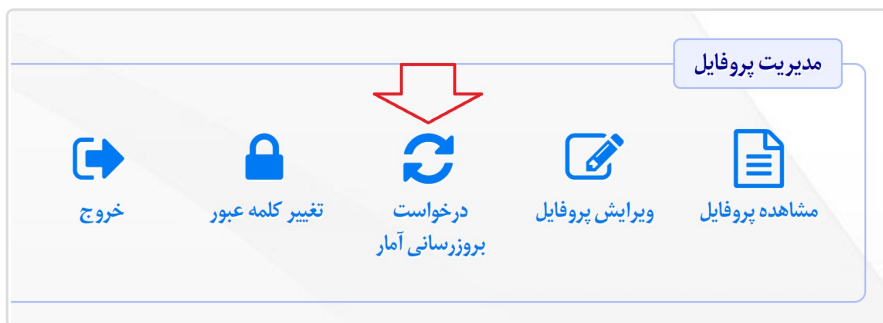 مدیریت پروفایل
مشاهده پروفایل
ویرایش پروفایل
درخواست
بروزرسانی آمار
تغییر کلمه عبور
خروج